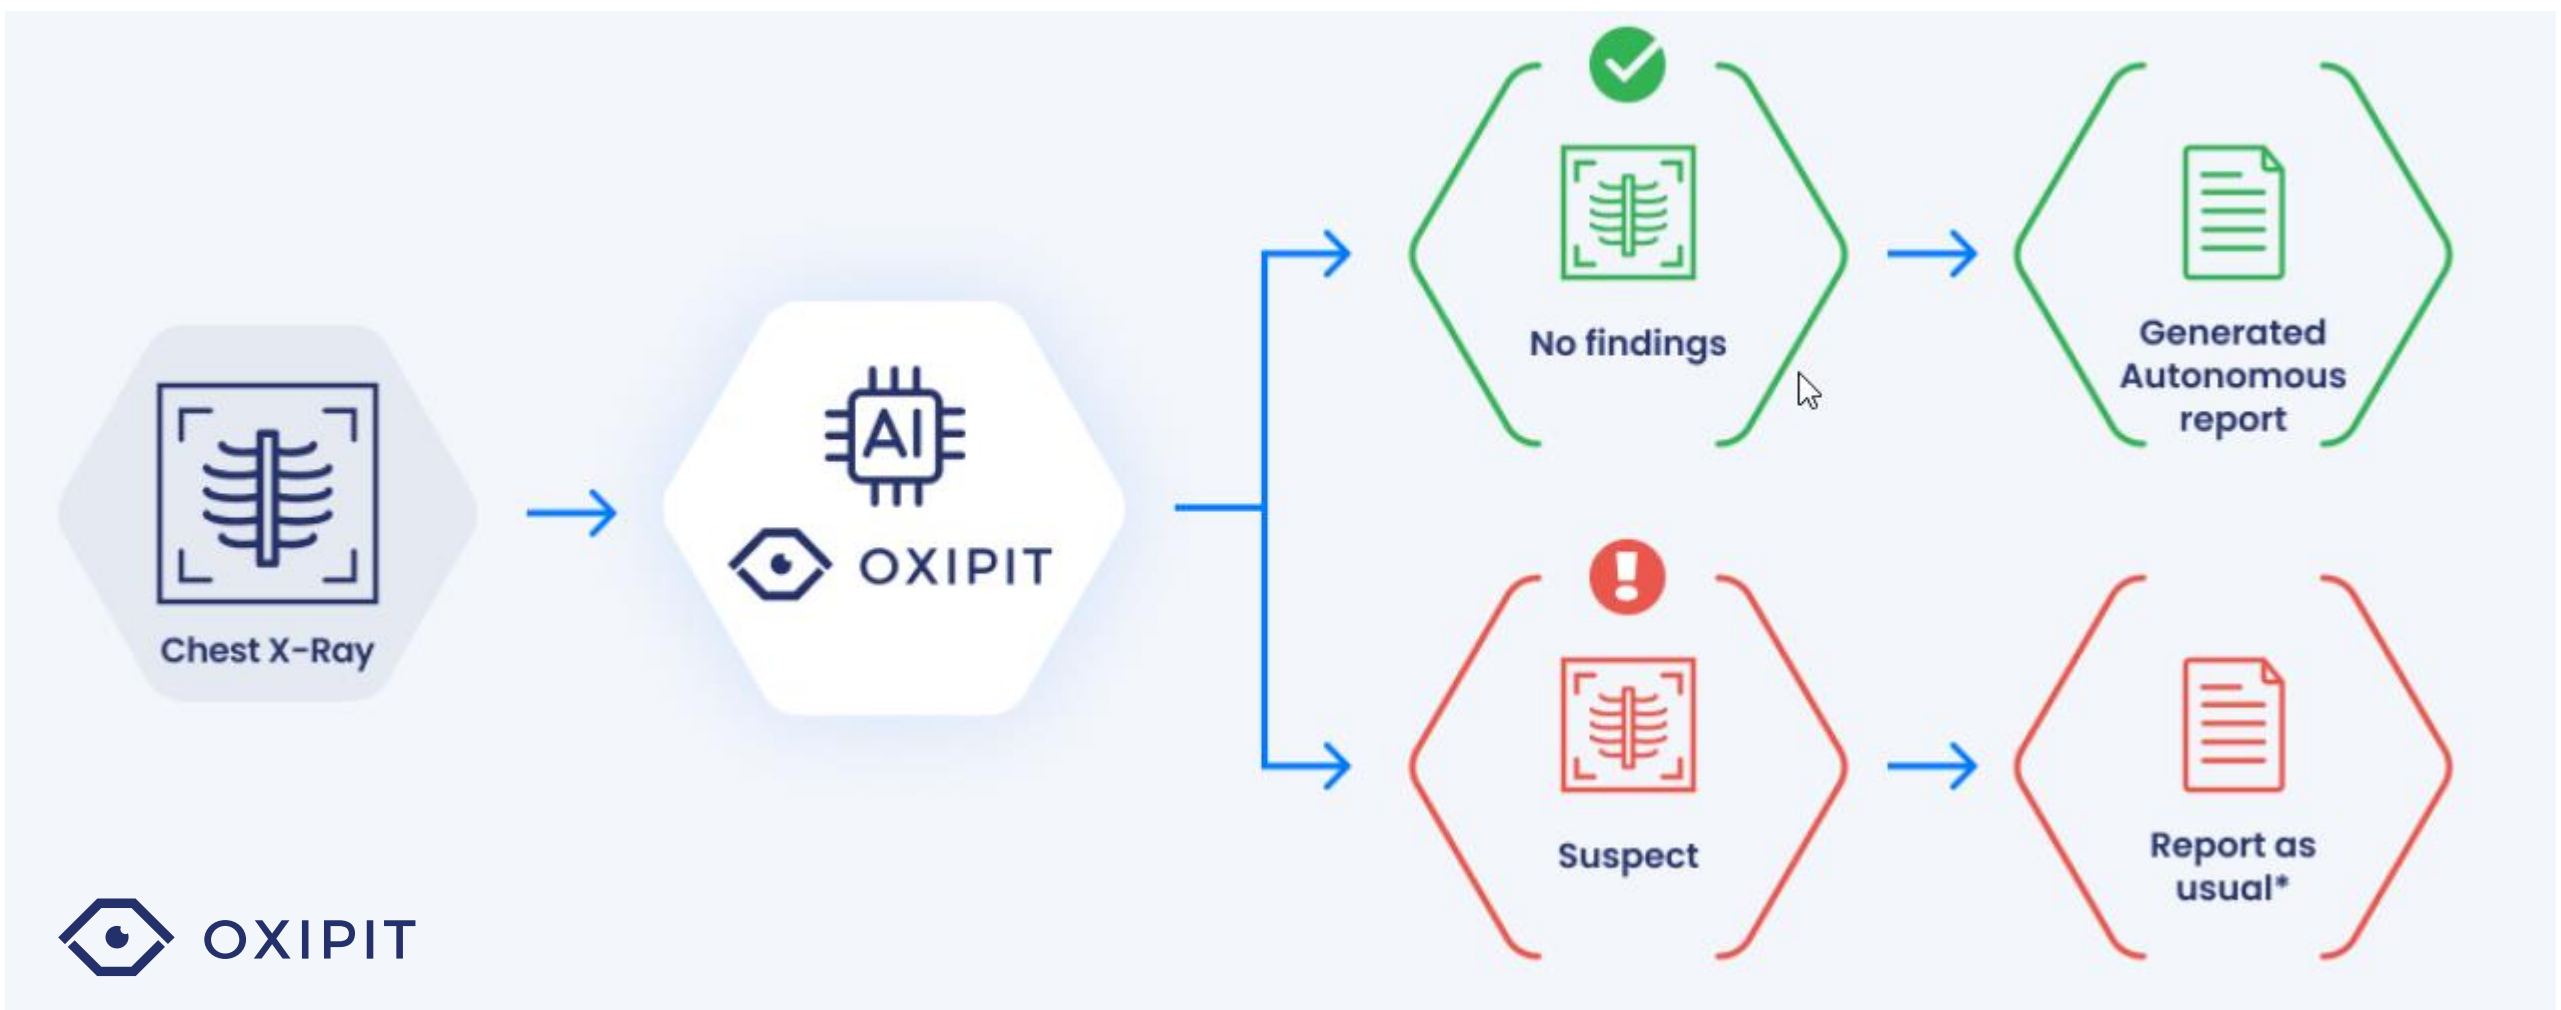 Chest X-Ray
AI
OXIPIT
No findings
Generated
Autonomous
report
Suspect
Report as
usual*
OXIPIT